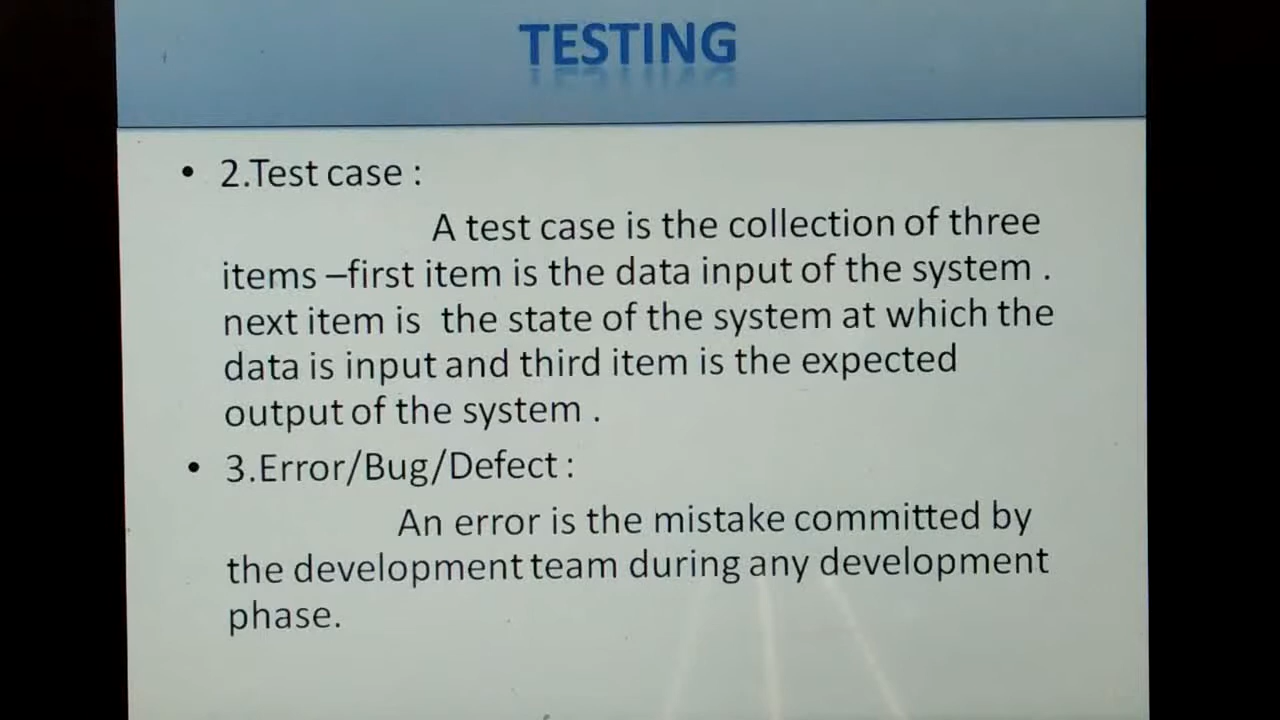 TESTING
• 2.Test case :
A test case is the collection of three
items –first item is the data input of the system .
next item is the state of the system at which the
data is input and third item is the expected
output of the system .
• 3.Error/Bug/Defect :
An error is the mistake committed by
the development team during any development
phase.